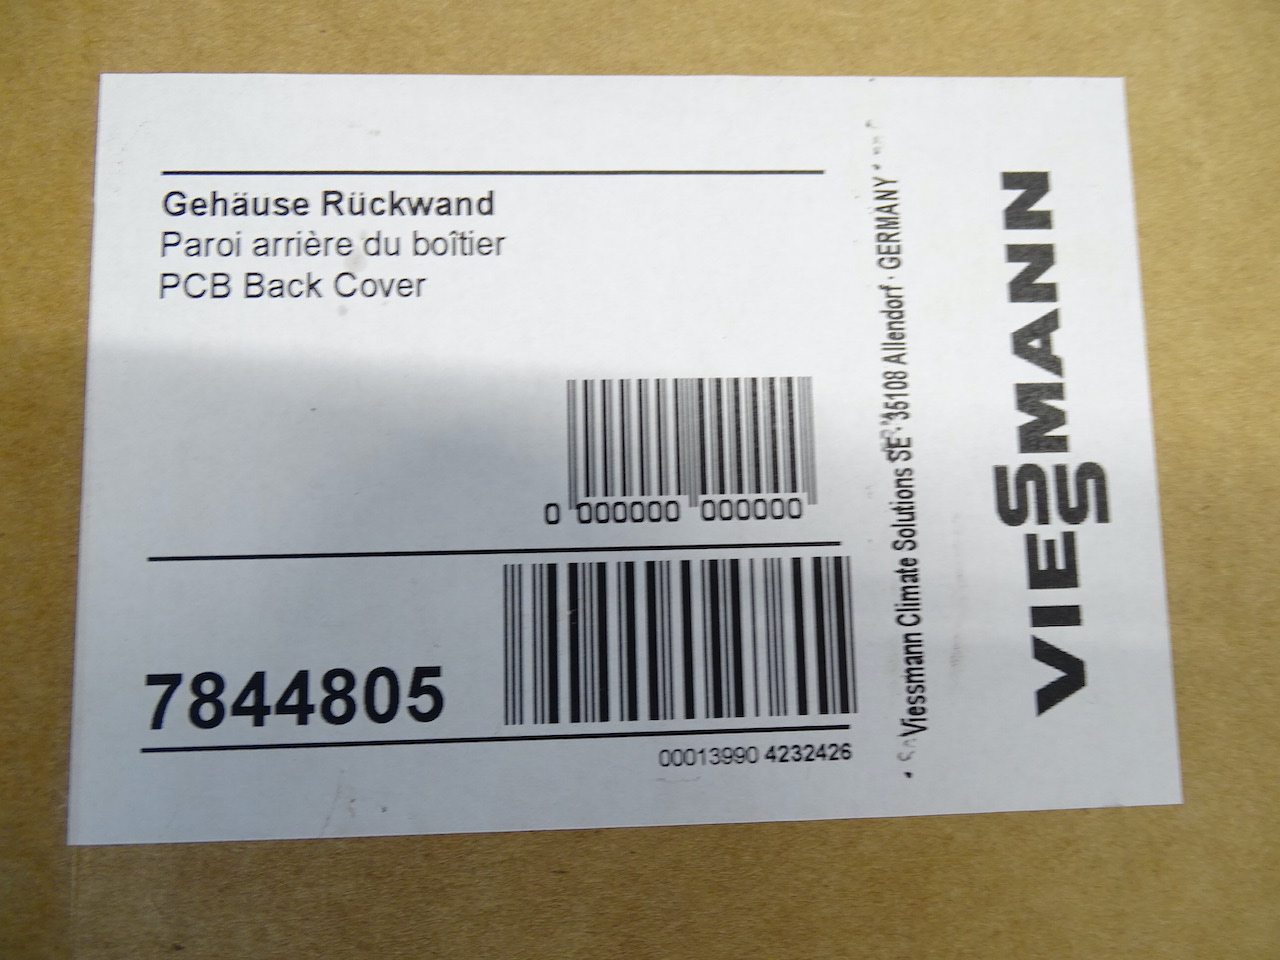 Gehäuse Rückwand
Paroi arrière du boîtier
PCB Back Cover
0 000000 000000
7844805
00013990 4232426
Viessmann Climate Solutions SE · 35108 Allendorf · GERMANY
VIESSMANN